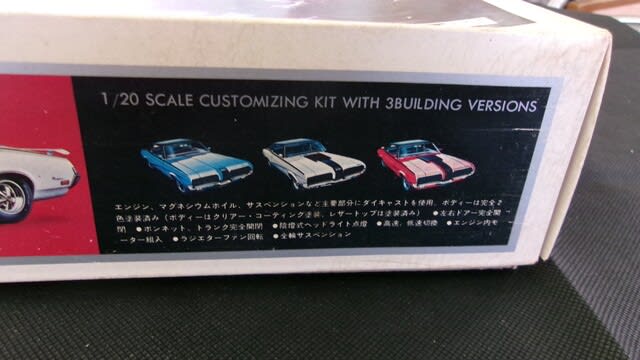 1/20 SCALE CUSTOMIZING KIT WITH 3BUILDING VERSIONS
エンジン、マグネシウムホイル、サスペンションなど主要部分にダイキャストを使用、ボディーは完全2
色塗装済み（ボディーはクリアー・コーティング塗装、レザートップは塗装済み） ●左右ドアー完全開
閉 ●ボンネット、トランク完全開閉 ●陰燈式ヘッドライト点燈 ●高速、低速切換 ●エンジン内モ
ーター組入 ●ラジエターファン回転 ●全輪サスペンション